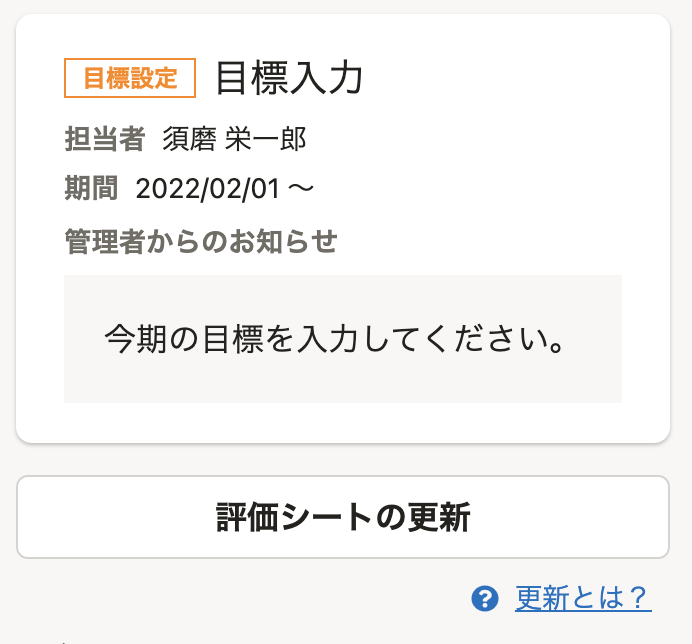 目標設定 目標入力
担当者 須磨 栄一郎
期間 2022/02/01 〜
管理者からのお知らせ
今期の目標を入力してください。
評価シートの更新
? 更新とは？